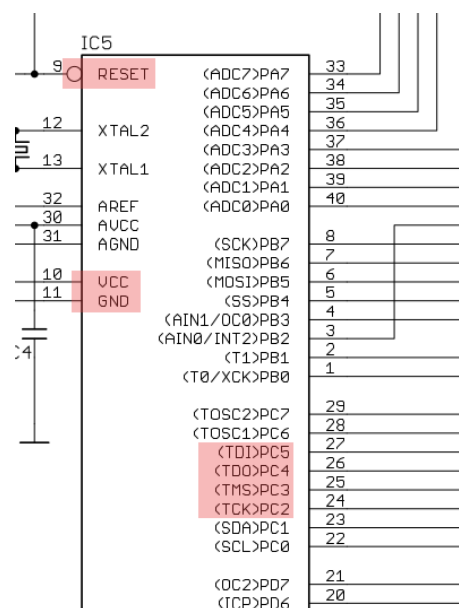 IC5
9 RESET (ADC7)PA7 33
(ADC6)PA6 34
(ADC5)PA5 35
12 XTAL2 (ADC4)PA4 36
(ADC3)PA3 37
13 XTAL1 (ADC2)PA2 38
(ADC1)PA1 39
32 AREF (ADC0)PA0 40
30 AVCC
31 AGND (SCK)PB7 8
(MISO)PB6 7
10 VCC (MOSI)PB5 6
11 GND (SS)PB4 5
(AIN1/OC0)PB3 4
(AIN0/INT2)PB2 3
C4 (T1)PB1 2
(T0/XCK)PB0 1
(TOSC2)PC7 29
(TOSC1)PC6 28
(TDI)PC5 27
(TDO)PC4 26
(TMS)PC3 25
(TCK)PC2 24
(SDA)PC1 23
(SCL)PC0 22
(OC2)PD7 21
(ICP)PD6 20